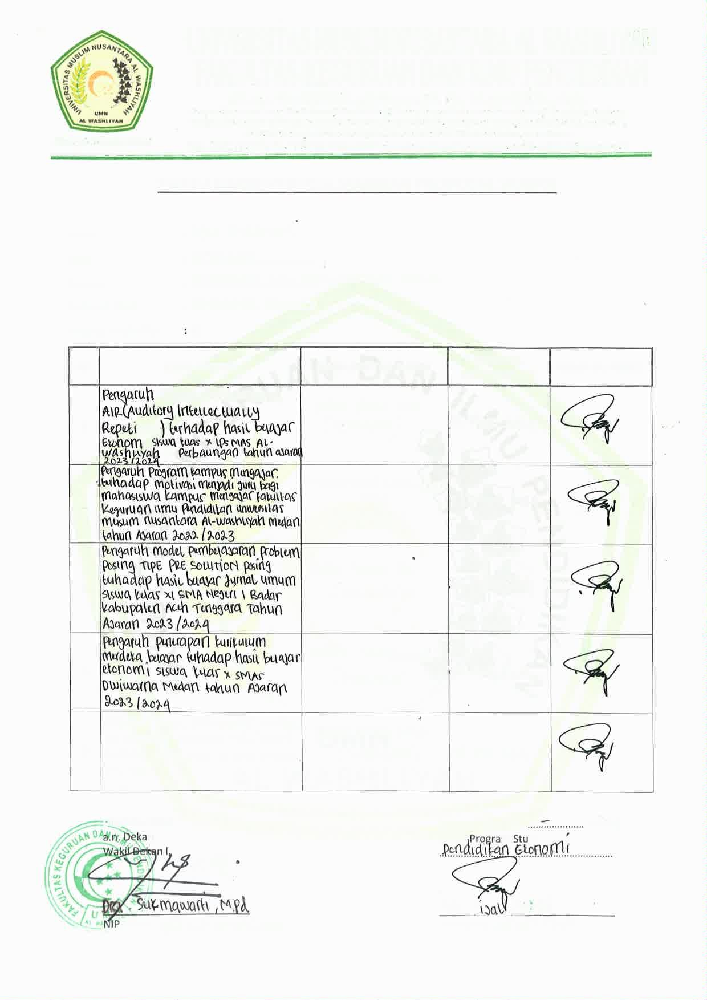 UNIVERSITAS MUSLIM NUSANTARA AL WASHLIYAH
UMN
AL WASHLIYAH
:
Pengaruh
AIR (Auditory Intellectually
Repeti ) terhadap hasil belajar
Ekonom siswa kelas X IPS MAS AL-
Washliyah Perbaungan tahun ajaran
2023/2024
Pengaruh Program kampus mengajar
terhadap motivasi menjadi guru bagi
mahasiswa kampus mengajar fakultas
Keguruan ilmu Pendidikan universitas
muslim nusantara Al-washliyah medan
tahun Ajaran 2022/2023
Pengaruh model pembelajaran problem
Posing TIPE PRE SOLUTION posing
terhadap hasil belajar Jurnal umum
siswa kelas XI SMA Negeri 1 Badar
Kabupaten Aceh Tenggara Tahun
Ajaran 2023/2024
Pengaruh penerapan kurikulum
merdeka belajar terhadap hasil belajar
ekonomi siswa kelas X SMAS
Dwiwarna Medan tahun Ajaran
2023/2024
a.n. Deka
Wakil Dekan I,
Dra. Sukmawarti, M.Pd
NIP
Progra Stu
Pendidikan Ekonomi
ijal
FAKULTAS KEGURUAN DAN ILMU PENDIDIKAN